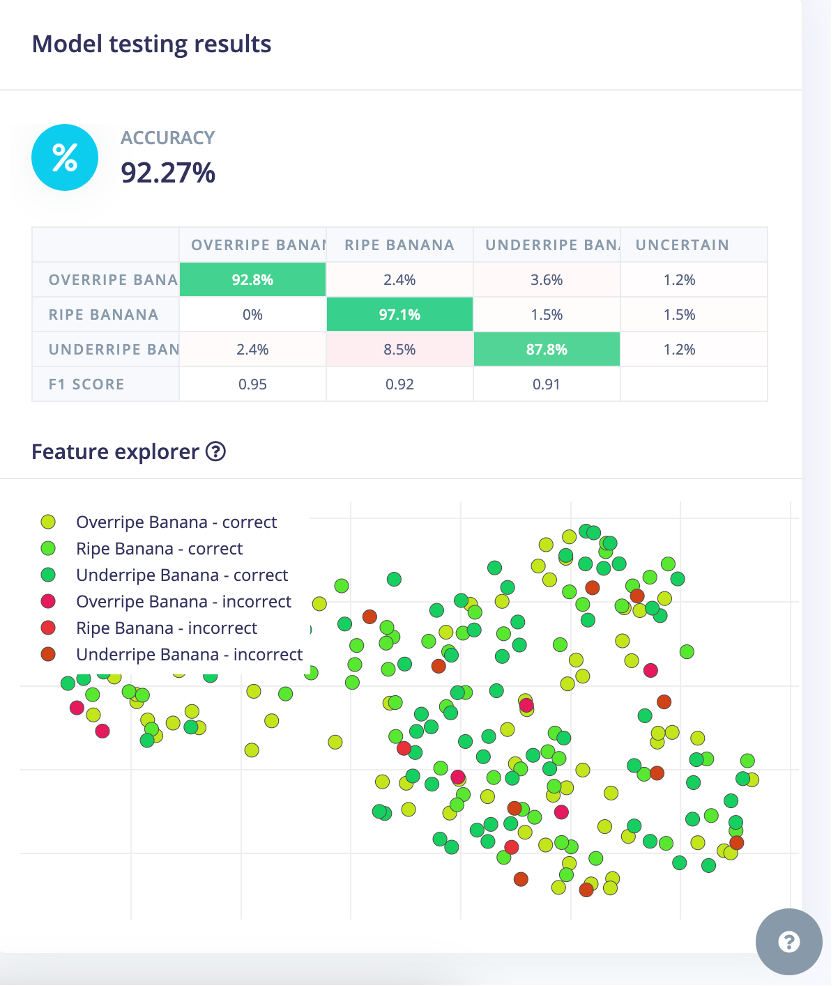 Model testing results
%
ACCURACY
92.27%
OVERRIPE BANAN RIPE BANANA UNDERRIPE BANA UNCERTAIN
OVERRIPE BANA 92.8% 2.4% 3.6% 1.2%
RIPE BANANA 0% 97.1% 1.5% 1.5%
UNDERRIPE BAN 2.4% 8.5% 87.8% 1.2%
F1 SCORE 0.95 0.92 0.91
Feature explorer ?
Overripe Banana - correct
Ripe Banana - correct
Underripe Banana - correct
Overripe Banana - incorrect
Ripe Banana - incorrect
Underripe Banana - incorrect
?